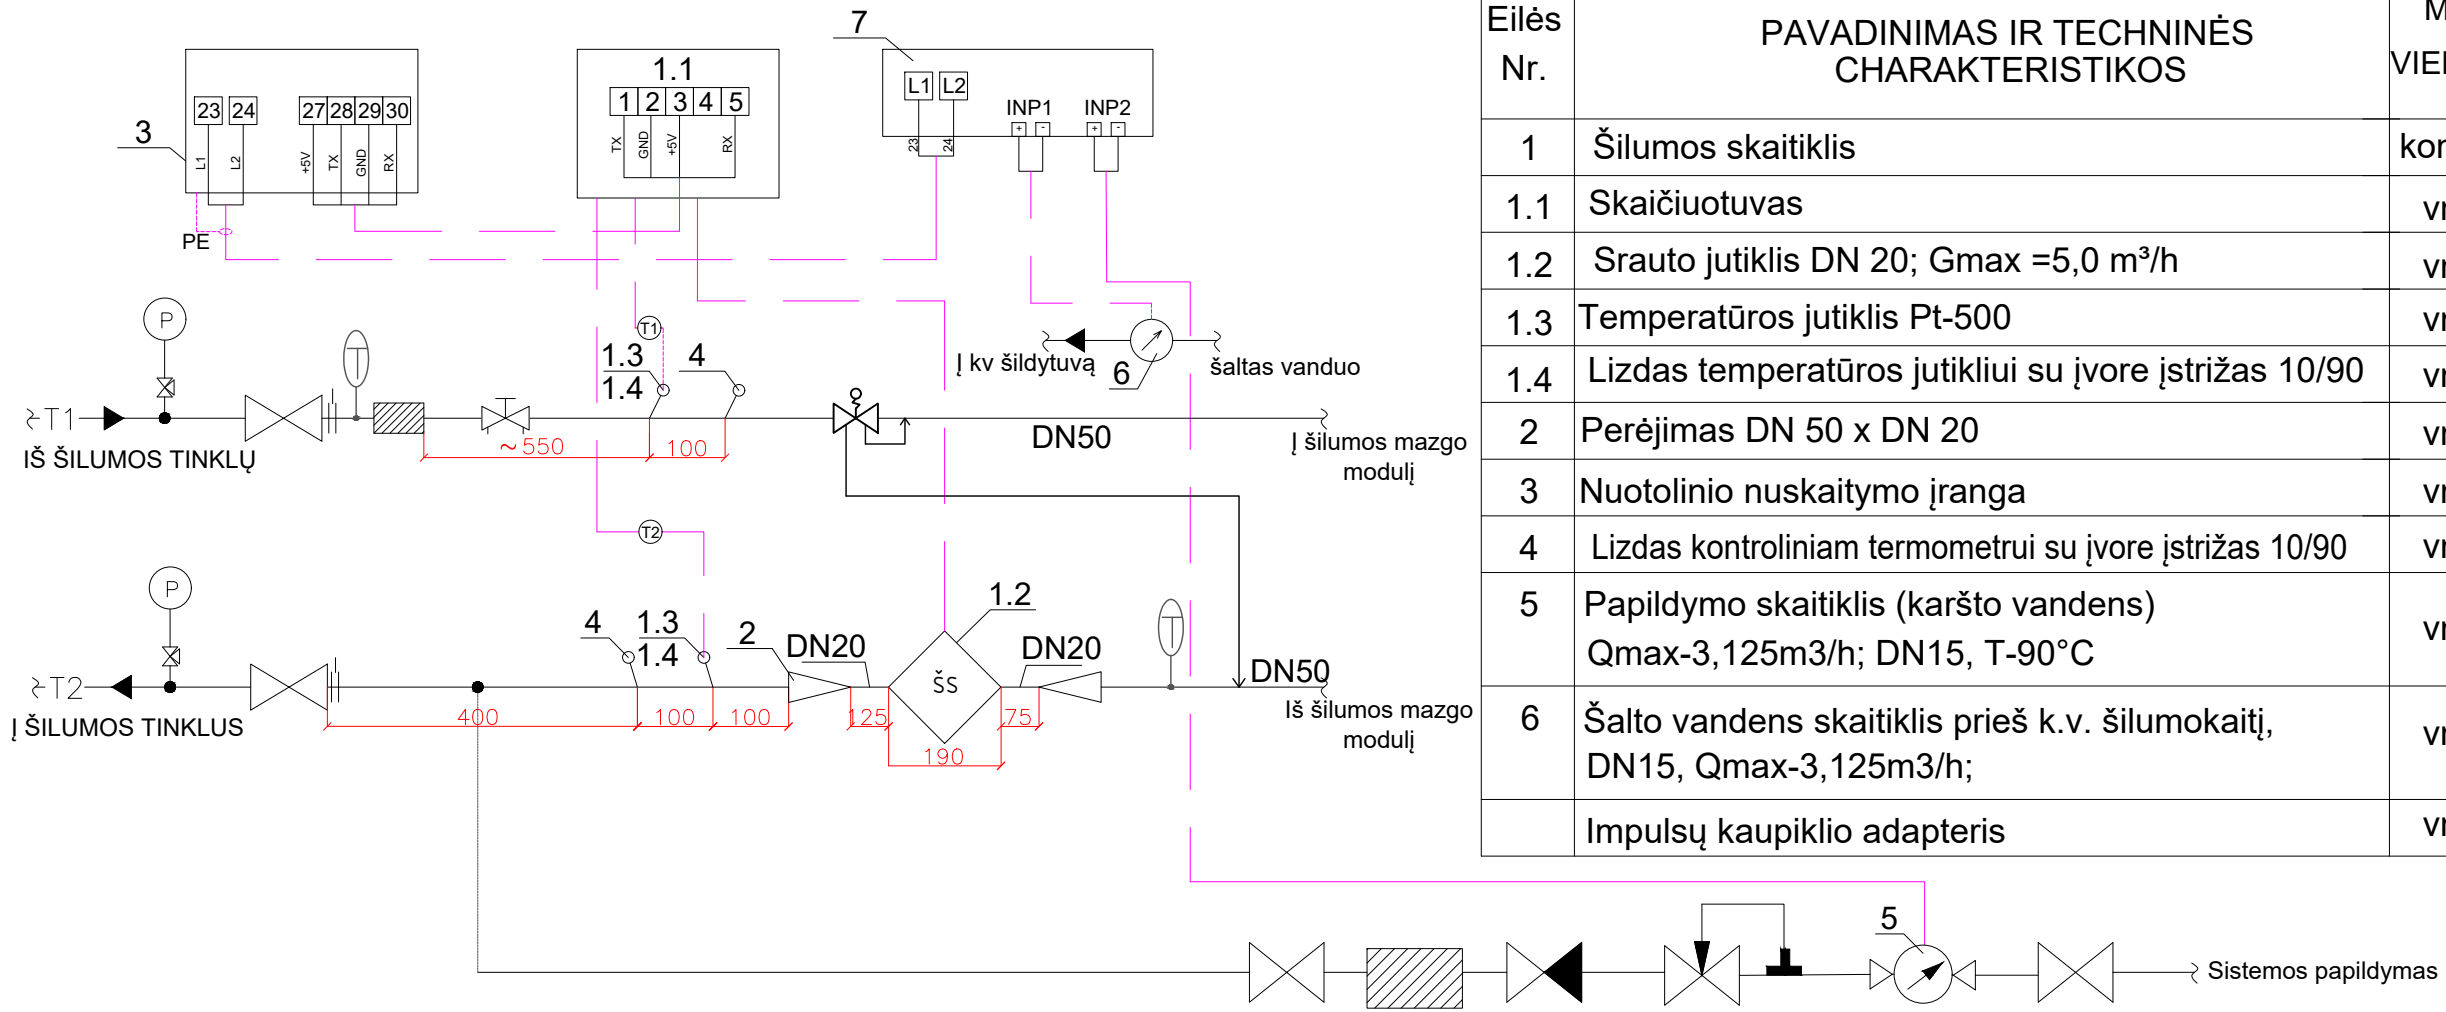 7
3
23 24 27 28 29 30
L1 L2 +5V TX GND RX
PE
1.1
1 2 3 4 5
TX GND +5V RX
L1 L2
INP1 INP2
+ - + -
23 24
P
T
T1
IŠ ŠILUMOS TINKLŲ
T1
1.3
1.4
4
~550
100
DN50
Į šilumos mazgo
modulį
Į kv šildytuvą
6
šaltas vanduo
T2
P
T2
Į ŠILUMOS TINKLUS
4
1.3
1.4
2
DN20
1.2
ŠS
DN20
T
DN50
Iš šilumos mazgo
modulį
400
100
100
125
190
75
5
Sistemos papildymas
Eilės
Nr.
PAVADINIMAS IR TECHNINĖS
CHARAKTERISTIKOS
1 Šilumos skaitiklis
1.1 Skaičiuotuvas
1.2 Srauto jutiklis DN 20; Gmax =5,0 m³/h
1.3 Temperatūros jutiklis Pt-500
1.4 Lizdas temperatūros jutikliui su įvore įstrižas 10/90
2 Perėjimas DN 50 x DN 20
3 Nuotolinio nuskaitymo įranga
4 Lizdas kontroliniam termometrui su įvore įstrižas 10/90
5 Papildymo skaitiklis (karšto vandens)
Qmax-3,125m3/h; DN15, T-90°C
6 Šalto vandens skaitiklis prieš k.v. šilumokaitį,
DN15, Qmax-3,125m3/h;
Impulsų kaupiklio adapteris